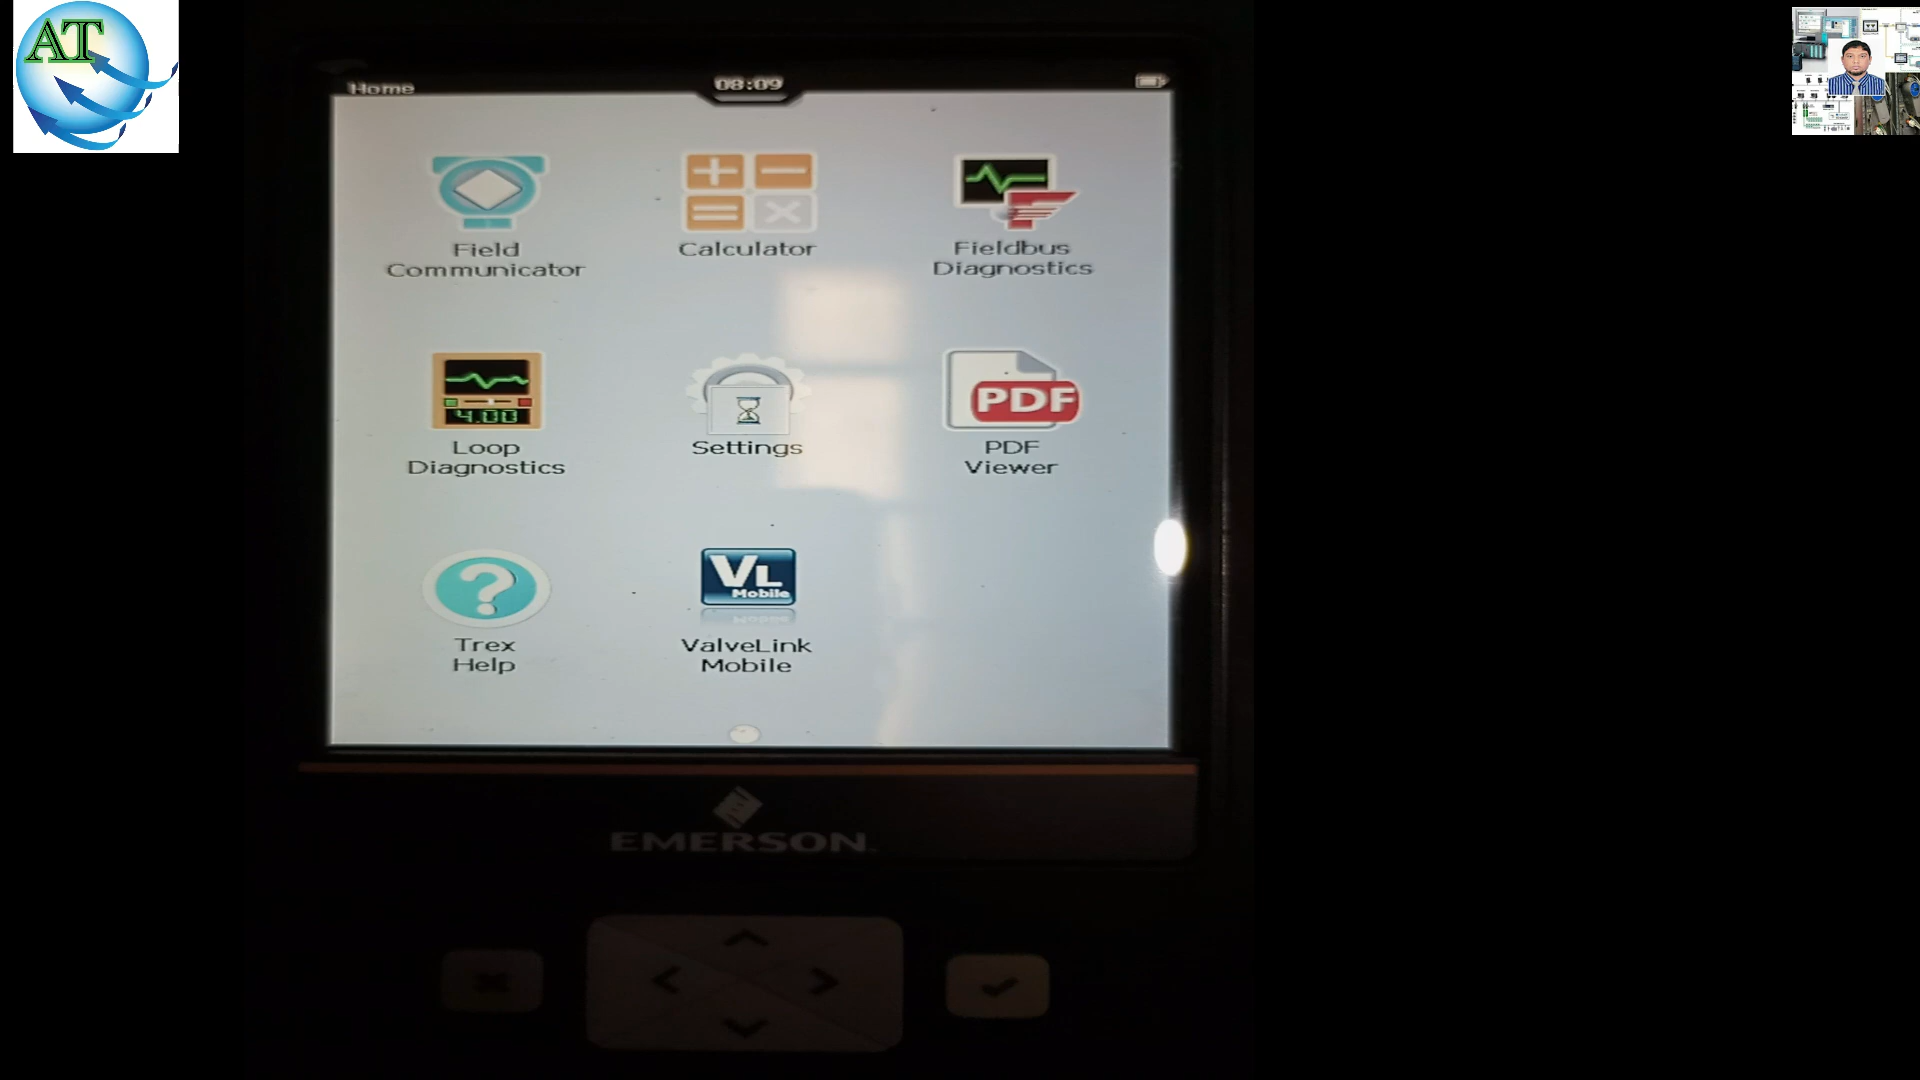 AT
Home
08:09
Field
Communicator
Calculator
Fieldbus
Diagnostics
4.00
Loop
Diagnostics
Settings
PDF
PDF
Viewer
Trex
Help
VL
Mobile
ValveLink
Mobile
EMERSON